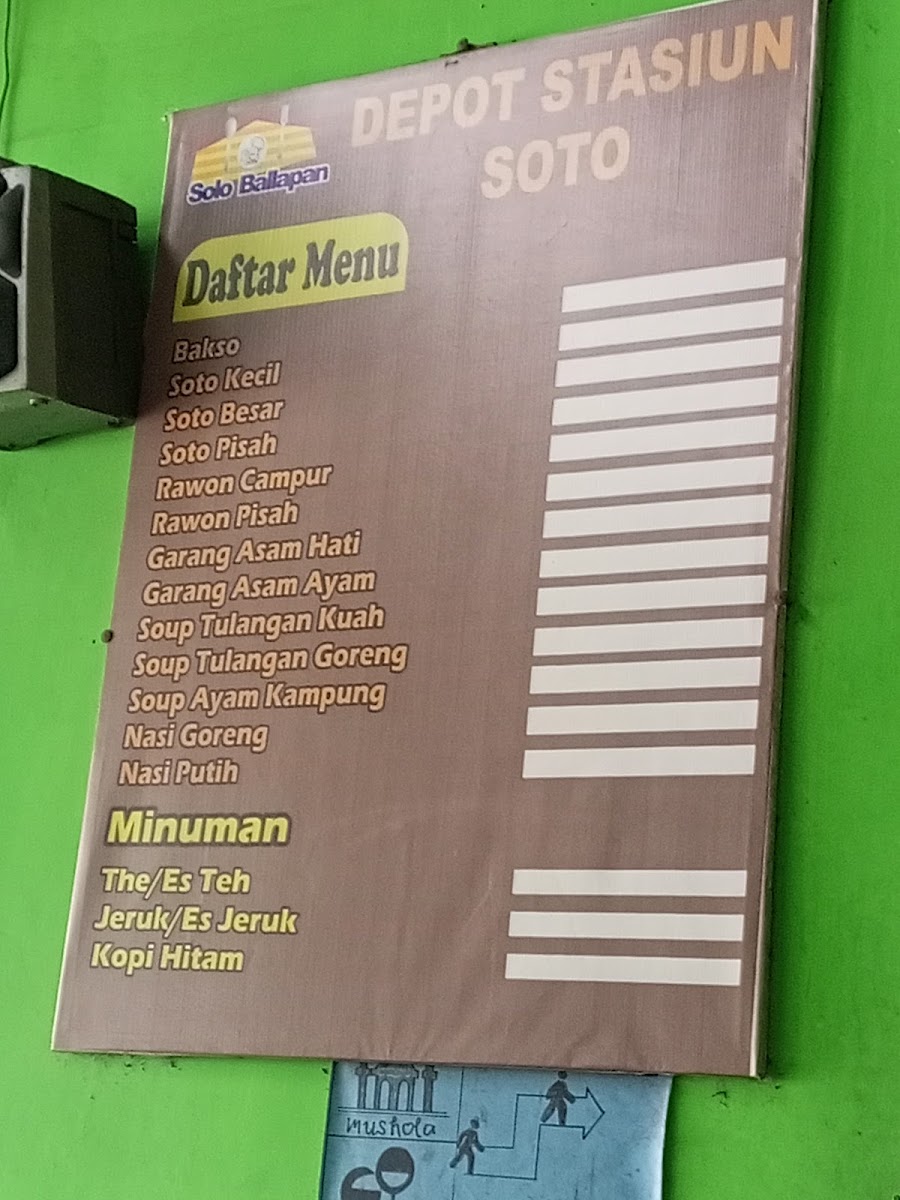 DEPOT STASIUN
SOTO
Solo Ballapan
Daftar Menu
Bakso
Soto Kecil
Soto Besar
Soto Pisah
Rawon Campur
Rawon Pisah
Garang Asam Hati
Garang Asam Ayam
Soup Tulangan Kuah
Soup Tulangan Goreng
Soup Ayam Kampung
Nasi Goreng
Nasi Putih
Minuman
The/Es Teh
Jeruk/Es Jeruk
Kopi Hitam
mushola